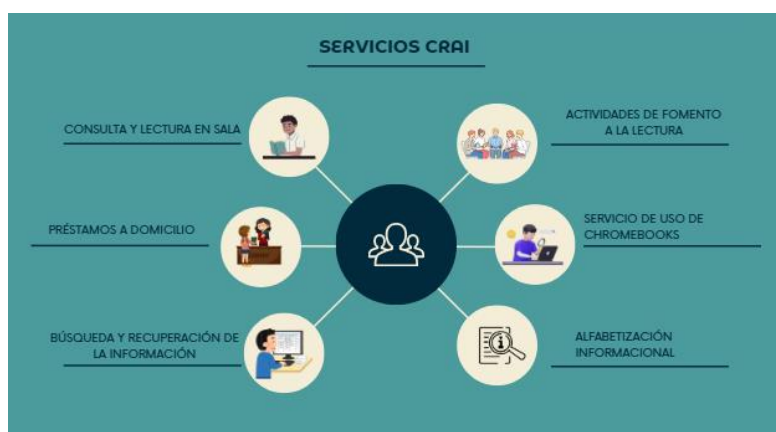 SERVICIOS CRAI
CONSULTA Y LECTURA EN SALA
PRÉSTAMOS A DOMICILIO
BÚSQUEDA Y RECUPERACIÓN DE
LA INFORMACIÓN
ACTIVIDADES DE FOMENTO
A LA LECTURA
SERVICIO DE USO DE
CHROMEBOOKS
ALFABETIZACIÓN
INFORMACIONAL